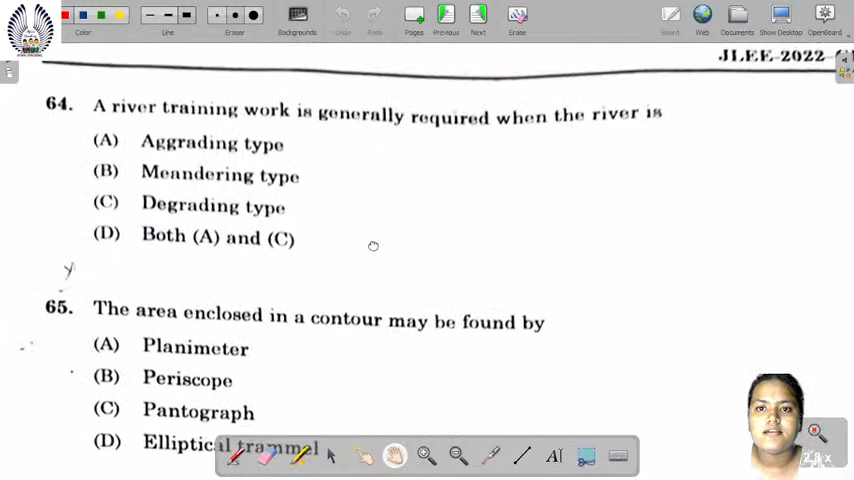 Color
Line
Eraser
Backgrounds
Undo
Redo
Pages
Previous
Next
Erase
Board
Web
Documents
Show Desktop
OpenBoard
JLEE-2022
64. A river training work is generally required when the river is
(A) Aggrading type
(B) Meandering type
(C) Degrading type
(D) Both (A) and (C)
65. The area enclosed in a contour may be found by
(A) Planimeter
(B) Periscope
(C) Pantograph
(D) Elliptical trammel